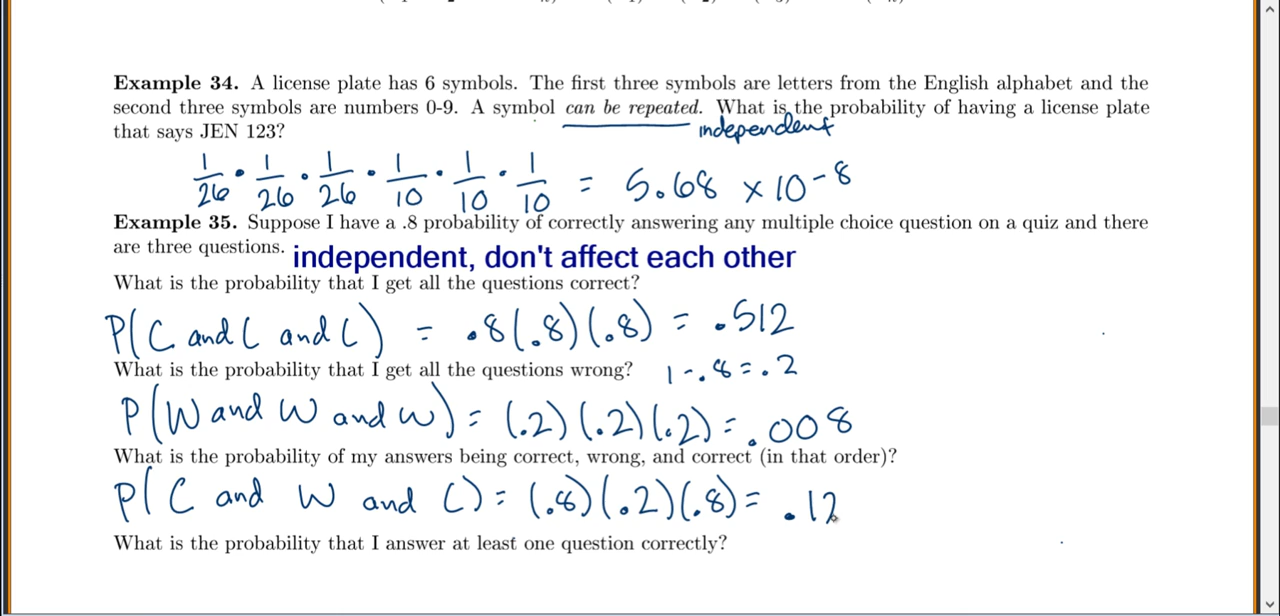 Example 34. A license plate has 6 symbols. The first three symbols are letters from the English alphabet and the
second three symbols are numbers 0-9. A symbol can be repeated. What is the probability of having a license plate
that says JEN 123?
independent
1/26 · 1/26 · 1/26 · 1/10 · 1/10 · 1/10 = 5.68 x 10-8
Example 35. Suppose I have a .8 probability of correctly answering any multiple choice question on a quiz and there
are three questions. independent, don't affect each other
What is the probability that I get all the questions correct?
P(C and C and C) = .8(.8)(.8) = .512
What is the probability that I get all the questions wrong? 1-.8=.2
P(W and W and W) = (.2)(.2)(.2) = .008
What is the probability of my answers being correct, wrong, and correct (in that order)?
P(C and W and C) = (.8)(.2)(.8) = .12
What is the probability that I answer at least one question correctly?